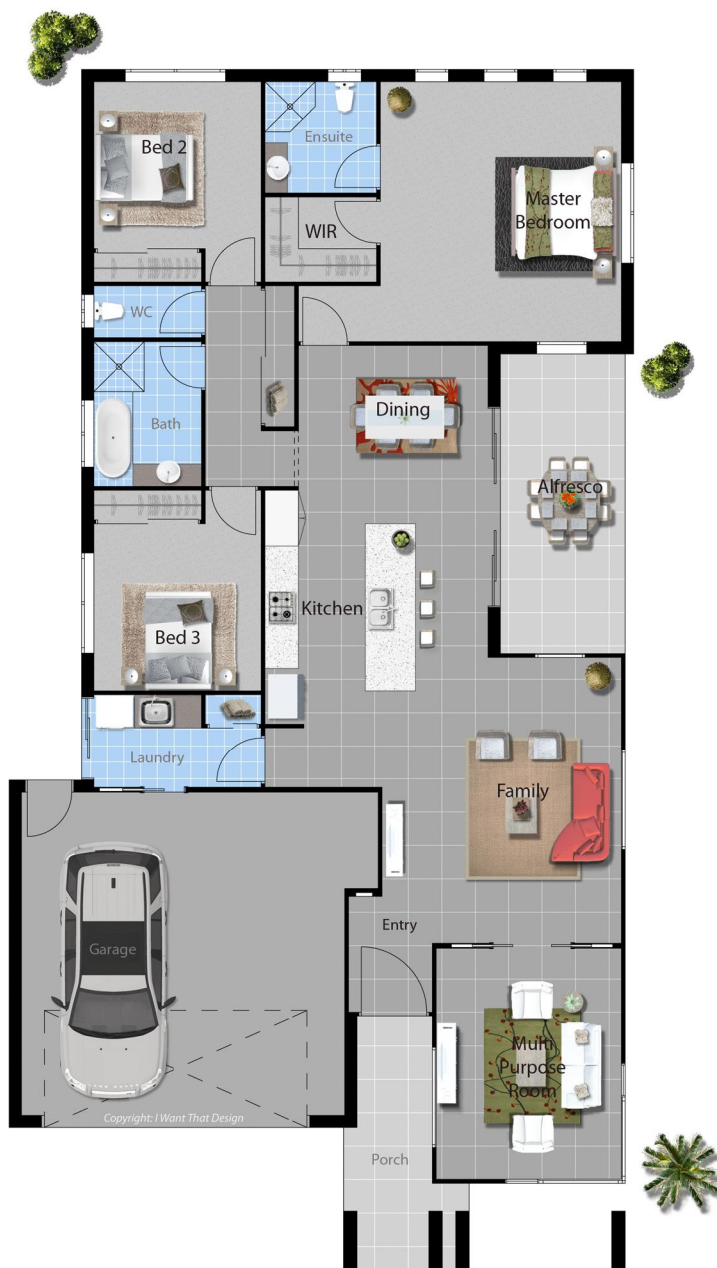 Bed 2
Ensuite
WIR
Master
Bedroom
WC
Bath
Dining
Alfresco
Kitchen
Bed 3
Laundry
Family
Entry
Garage
Multi
Purpose
Room
Copyright: I Want That Design
Porch